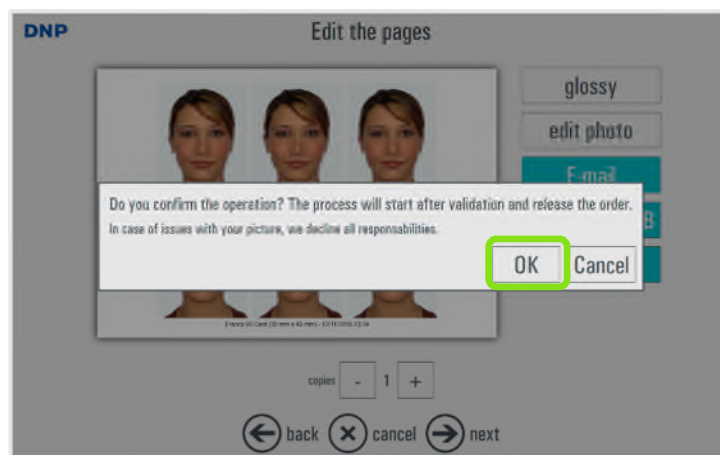 DNP
Edit the pages
glossy
edit photo
E-mail
Do you confirm the operation? The process will start after validation and release the order.
In case of issues with your picture, we decline all responsabilities.
B
OK Cancel
copies - 1 +
back cancel next